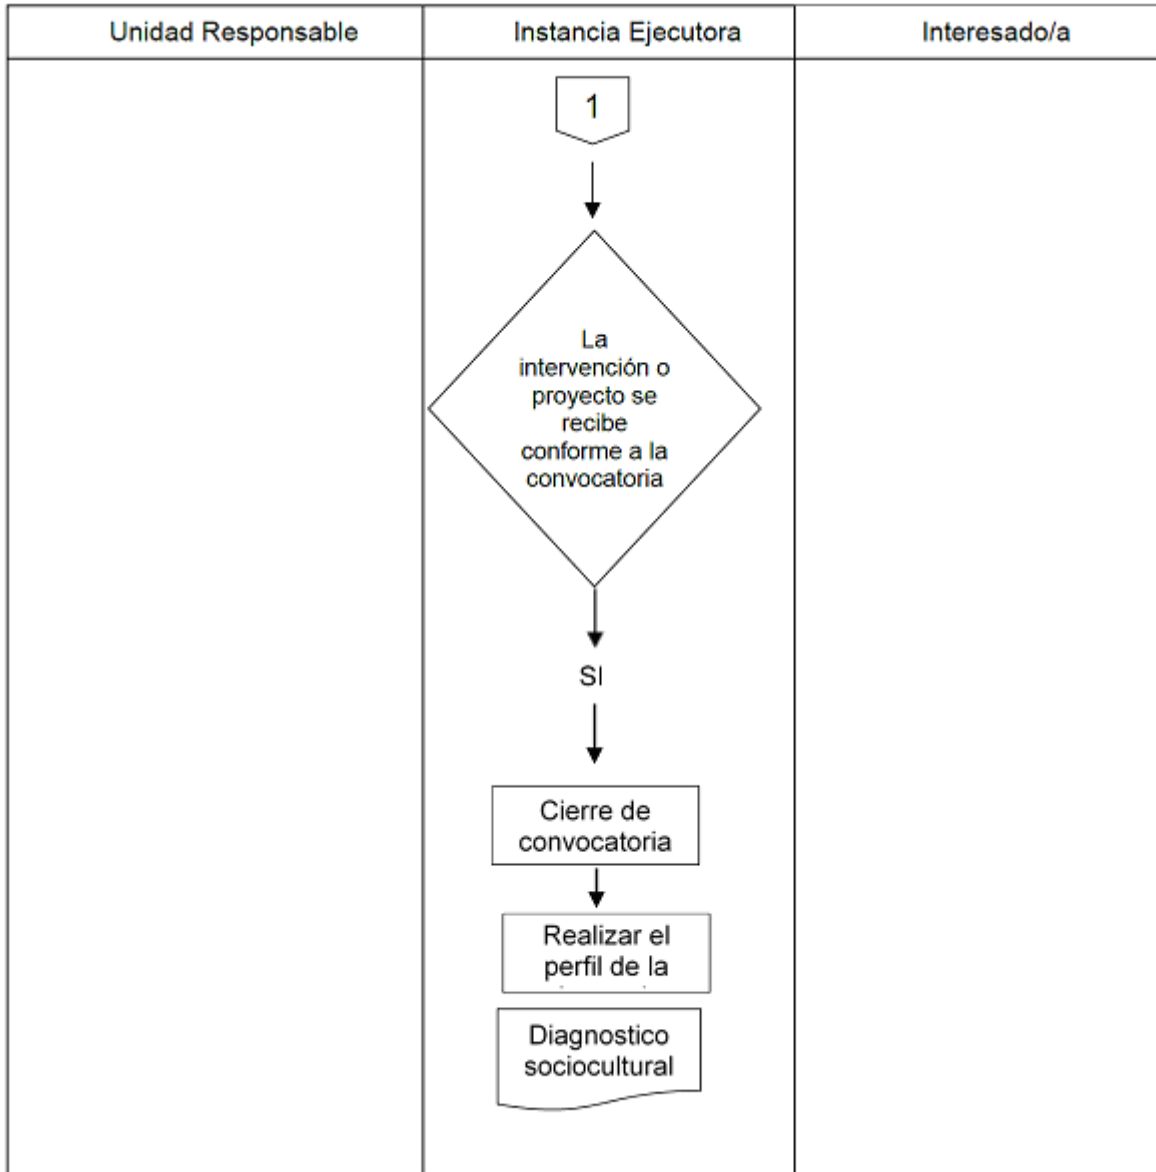 Unidad Responsable
Instancia Ejecutora
Interesado/a
1
La
intervención o
proyecto se
recibe
conforme a la
convocatoria
SI
Cierre de
convocatoria
Realizar el
perfil de la
Diagnostico
sociocultural